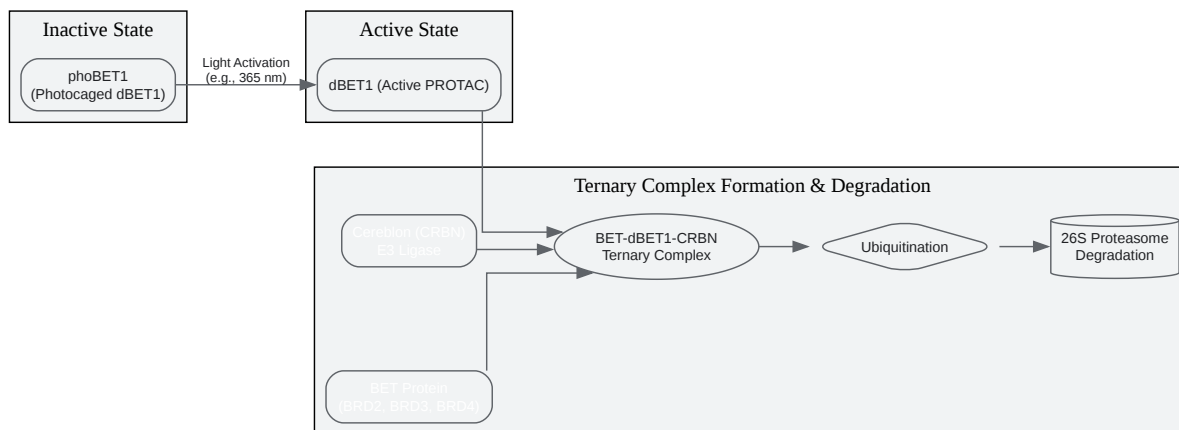 Inactive State
phoBET1
(Photocaged dBET1)
Light Activation
(e.g., 365 nm)
Active State
dBET1 (Active PROTAC)
Ternary Complex Formation & Degradation
Cereblon (CRBN)
E3 Ligase
BET-dBET1-CRBN
Ternary Complex
Ubiquitination
26S Proteasome
Degradation
BET Protein
(BRD2, BRD3, BRD4)